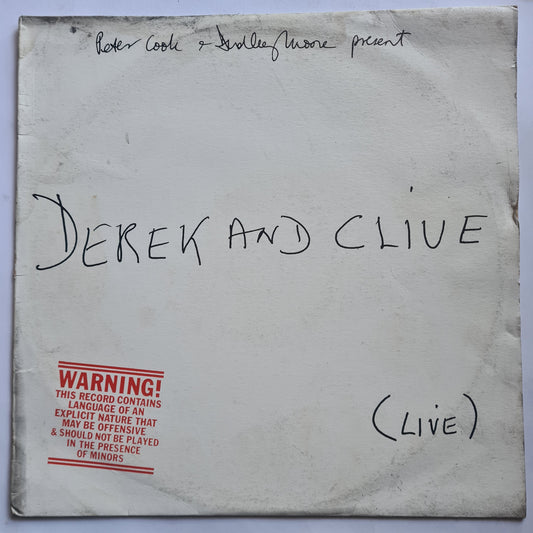 Peter Cook & Dudley Moore present
DEREK AND CLIVE
(LIVE)
WARNING!
THIS RECORD CONTAINS
LANGUAGE OF AN
EXPLICIT NATURE THAT
MAY BE OFFENSIVE
& SHOULD NOT BE PLAYED
IN THE PRESENCE
OF MINORS